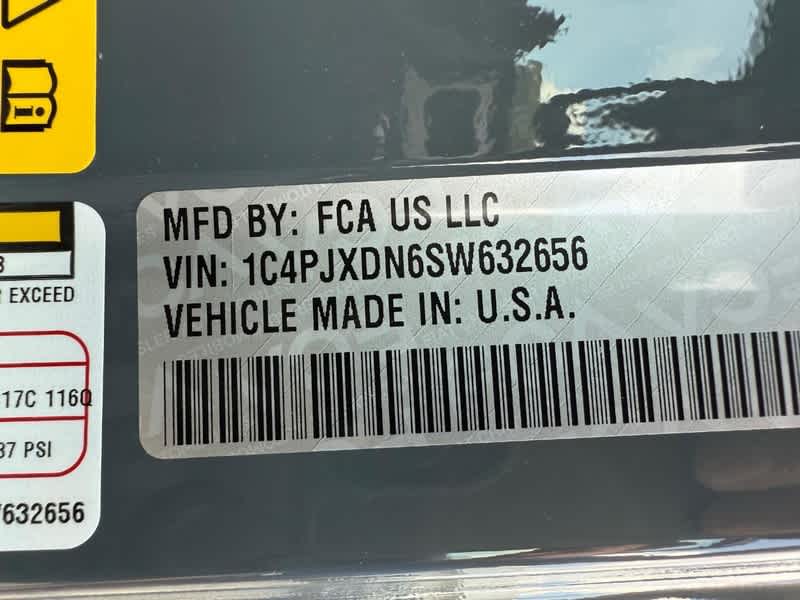 MFD BY: FCA US LLC
VIN: 1C4PJXDN6SW632656
VEHICLE MADE IN: U.S.A.
EXCEED
17C 116Q
37 PSI
632656